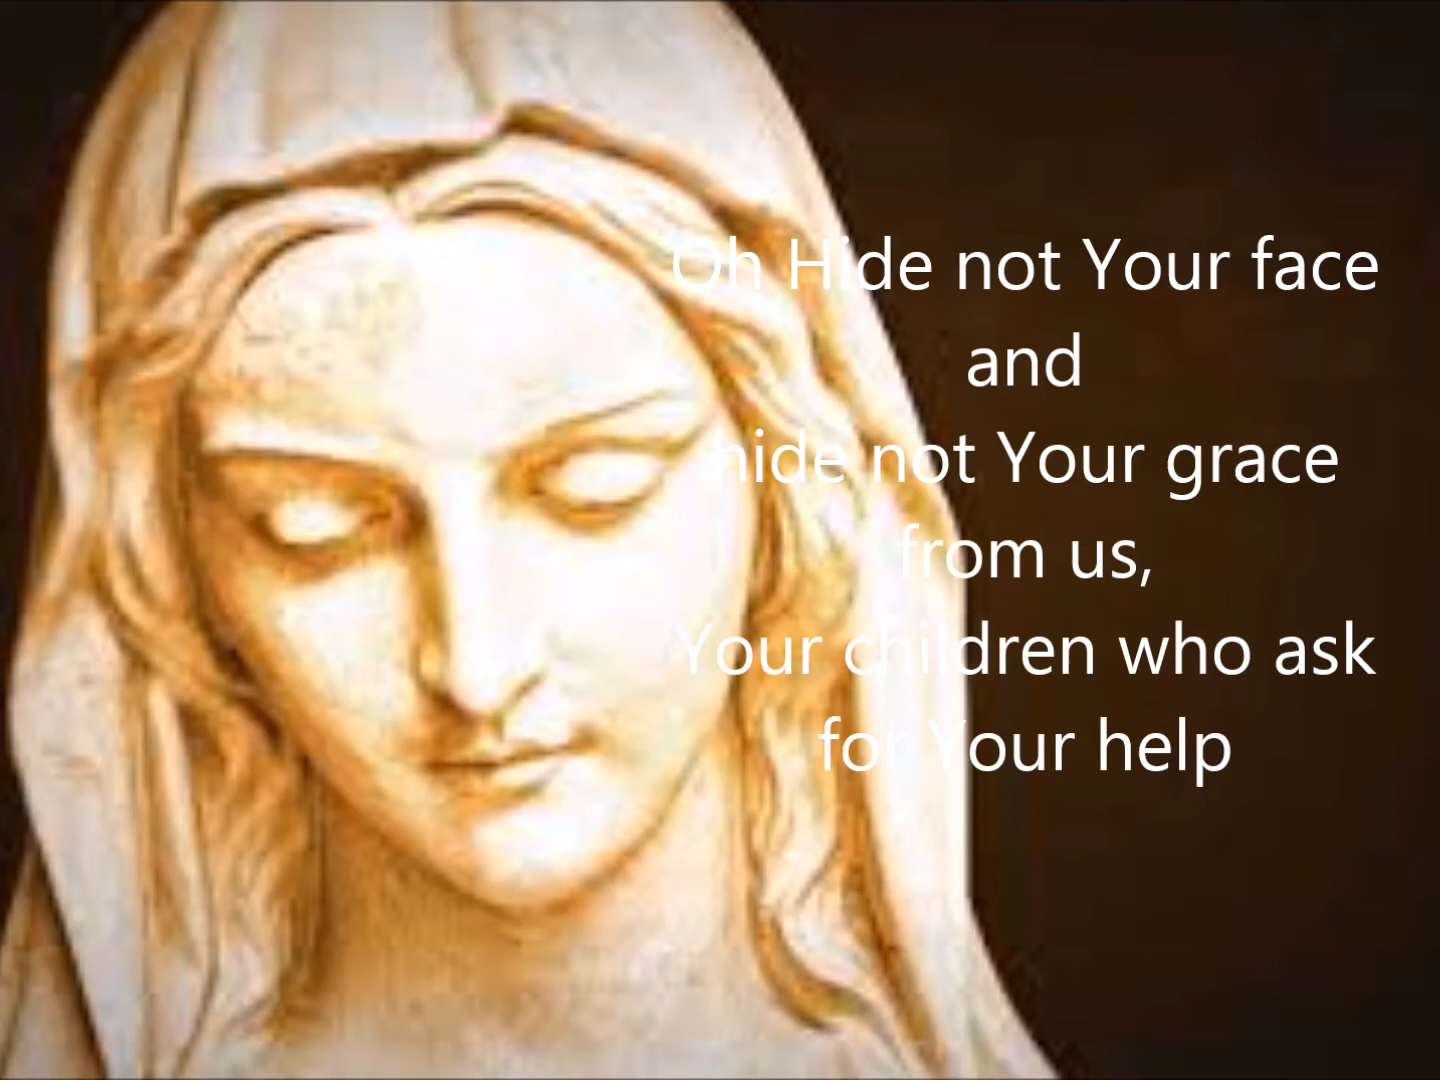 Oh Hide not Your face
and
hide not Your grace
from us,
Your children who ask
for Your help